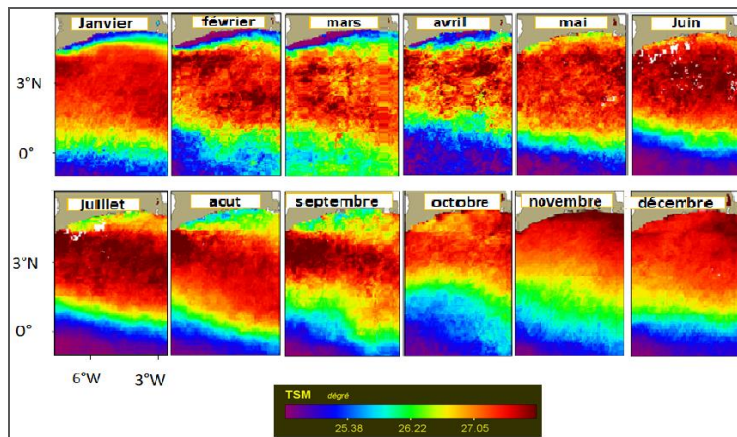 Janvier février mars avril mai Juin
3°N
0°
Juillet aout septembre octobre novembre décembre
3°N
0°
6°W 3°W
TSM dégré
25.38 26.22 27.05